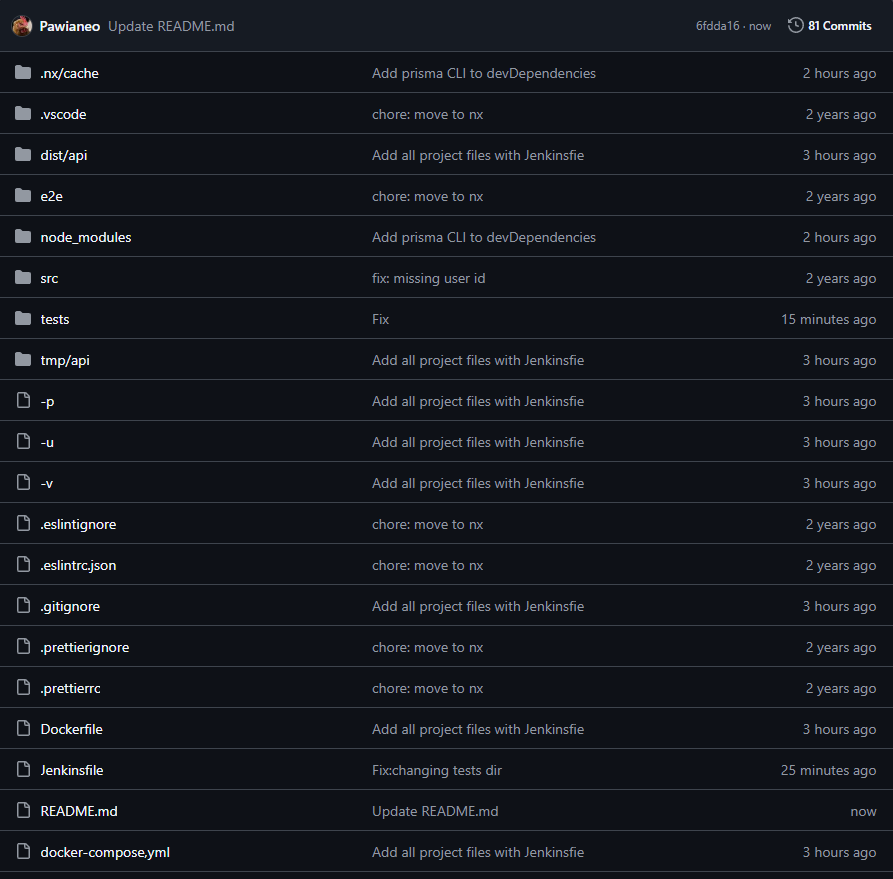 Pawianeo Update README.md 6fdda16 · now 81 Commits
.nx/cache Add prisma CLI to devDependencies 2 hours ago
.vscode chore: move to nx 2 years ago
dist/api Add all project files with Jenkinsfie 3 hours ago
e2e chore: move to nx 2 years ago
node_modules Add prisma CLI to devDependencies 2 hours ago
src fix: missing user id 2 years ago
tests Fix 15 minutes ago
tmp/api Add all project files with Jenkinsfie 3 hours ago
-p Add all project files with Jenkinsfie 3 hours ago
-u Add all project files with Jenkinsfie 3 hours ago
-v Add all project files with Jenkinsfie 3 hours ago
.eslintignore chore: move to nx 2 years ago
.eslintrc.json chore: move to nx 2 years ago
.gitignore Add all project files with Jenkinsfie 3 hours ago
.prettierignore chore: move to nx 2 years ago
.prettierrc chore: move to nx 2 years ago
Dockerfile Add all project files with Jenkinsfie 3 hours ago
Jenkinsfile Fix:changing tests dir 25 minutes ago
README.md Update README.md now
docker-compose.yml Add all project files with Jenkinsfie 3 hours ago